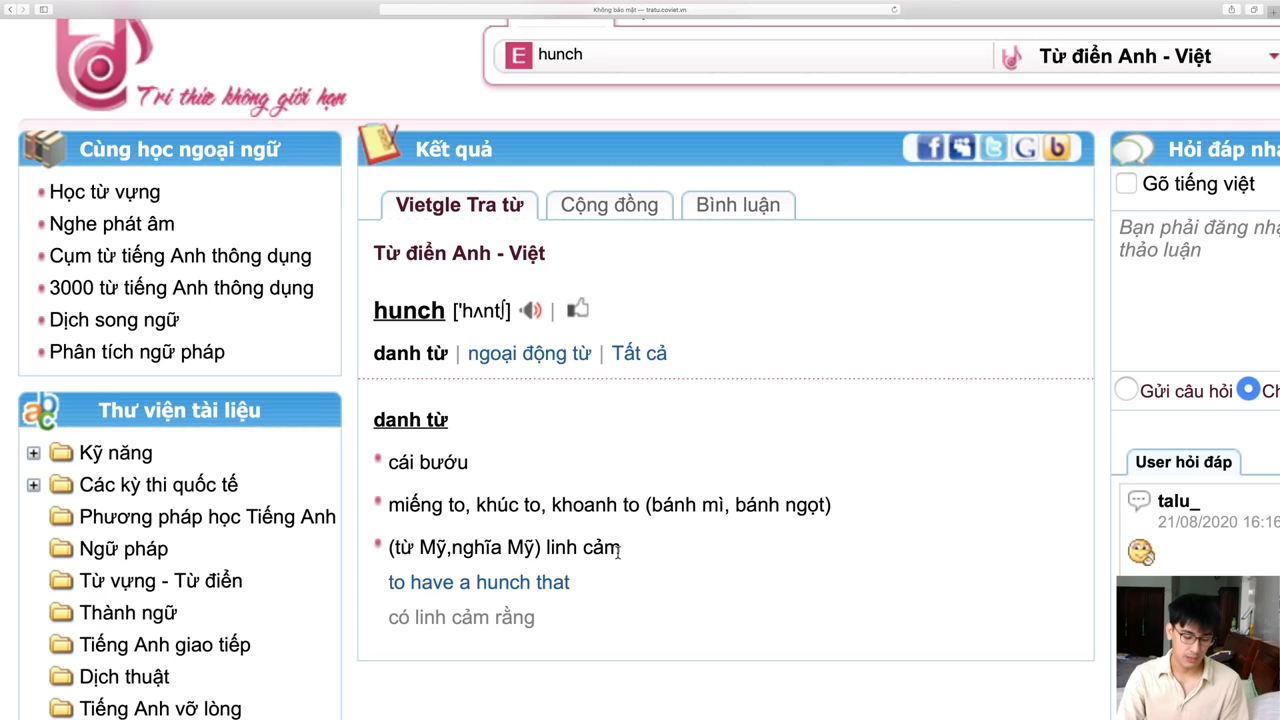 Không bảo mật — tratu.coviet.vn
Tri thức không giới hạn
E hunch
Từ điển Anh - Việt
Cùng học ngoại ngữ
Học từ vựng
Nghe phát âm
Cụm từ tiếng Anh thông dụng
3000 từ tiếng Anh thông dụng
Dịch song ngữ
Phân tích ngữ pháp
abc Thư viện tài liệu
Kỹ năng
Các kỳ thi quốc tế
Phương pháp học Tiếng Anh
Ngữ pháp
Từ vựng - Từ điển
Thành ngữ
Tiếng Anh giao tiếp
Dịch thuật
Tiếng Anh vỡ lòng
Kết quả
Vietgle Tra từ Cộng đồng Bình luận
Từ điển Anh - Việt
hunch ['hʌntʃ] |
danh từ | ngoại động từ | Tất cả
danh từ
cái bướu
miếng to, khúc to, khoanh to (bánh mì, bánh ngọt)
(từ Mỹ,nghĩa Mỹ) linh cảm
to have a hunch that
có linh cảm rằng
Hỏi đáp
Gõ tiếng việt
Bạn phải đăng
thảo luận
Gửi câu hỏi
User hỏi đáp
talu_
21/08/2020 16:16